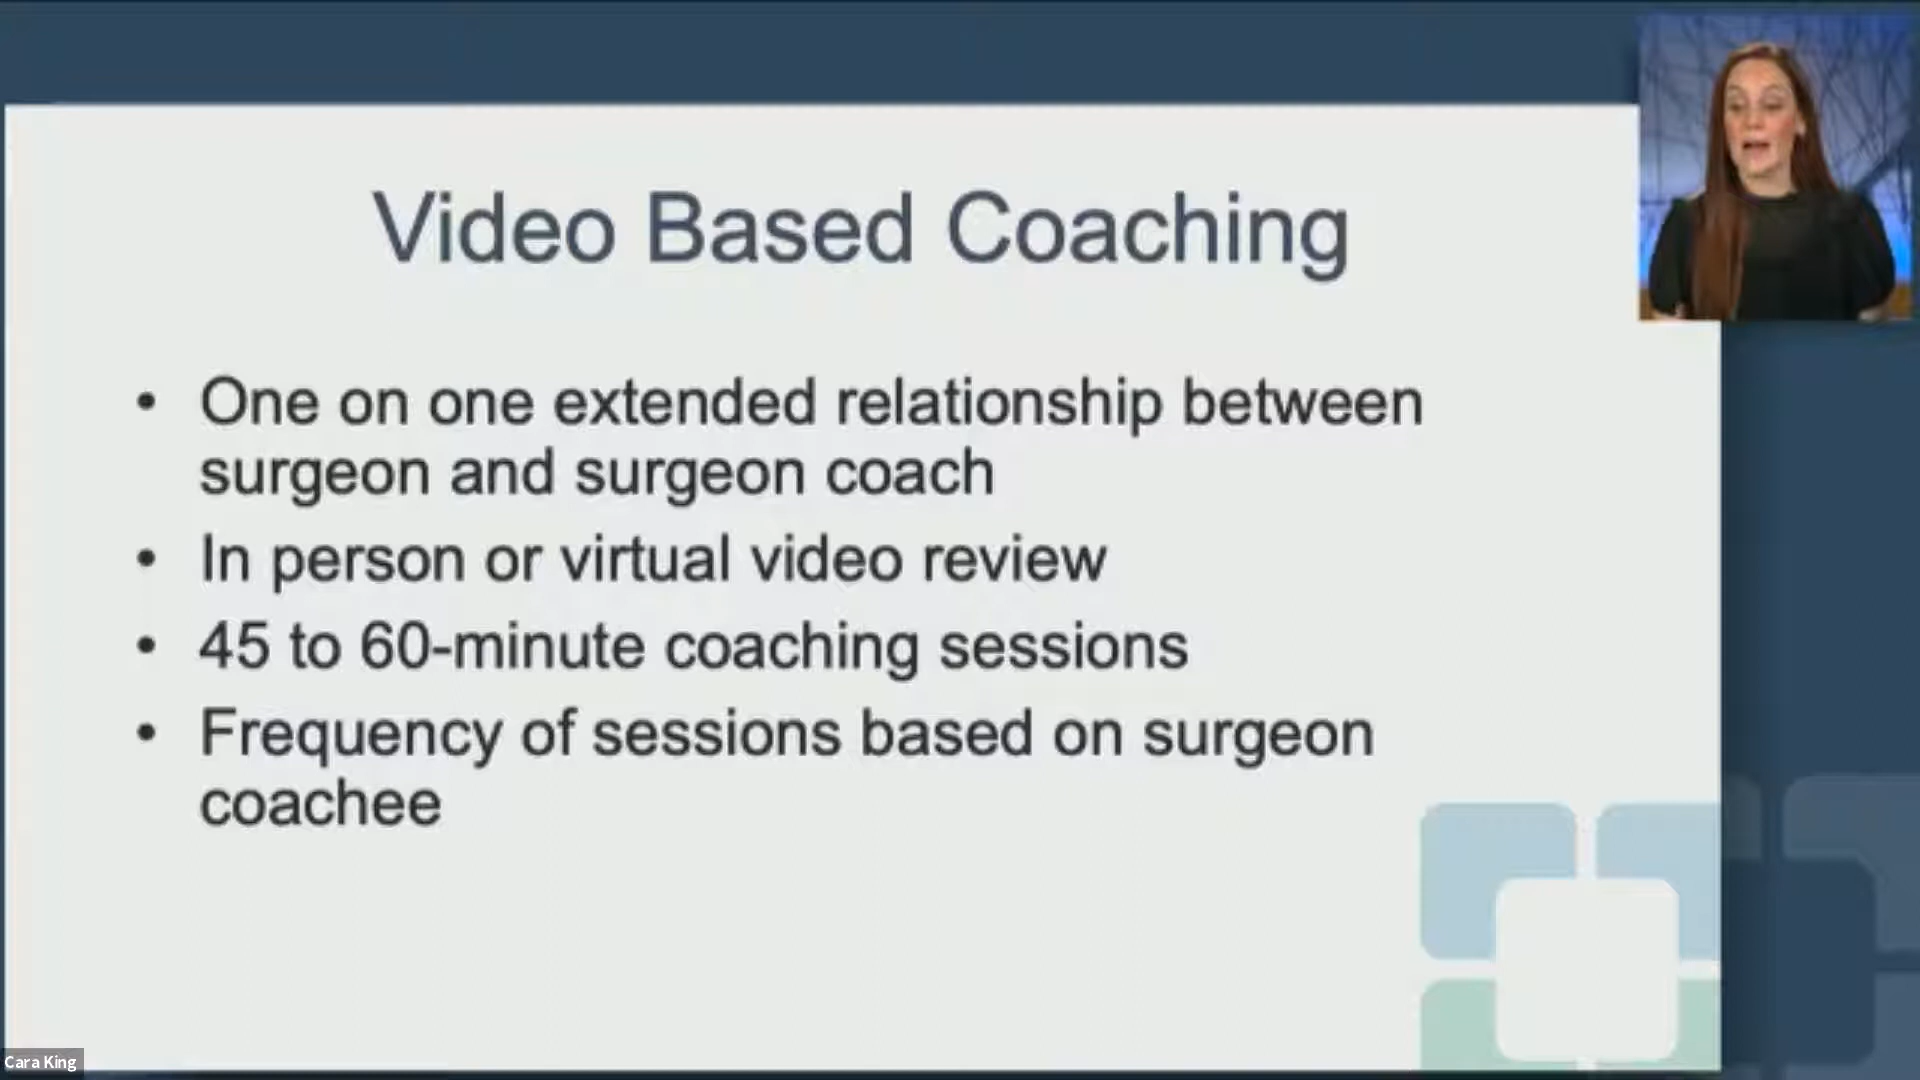 Video Based Coaching
• One on one extended relationship between
surgeon and surgeon coach
• In person or virtual video review
• 45 to 60-minute coaching sessions
• Frequency of sessions based on surgeon
coachee
Cara King